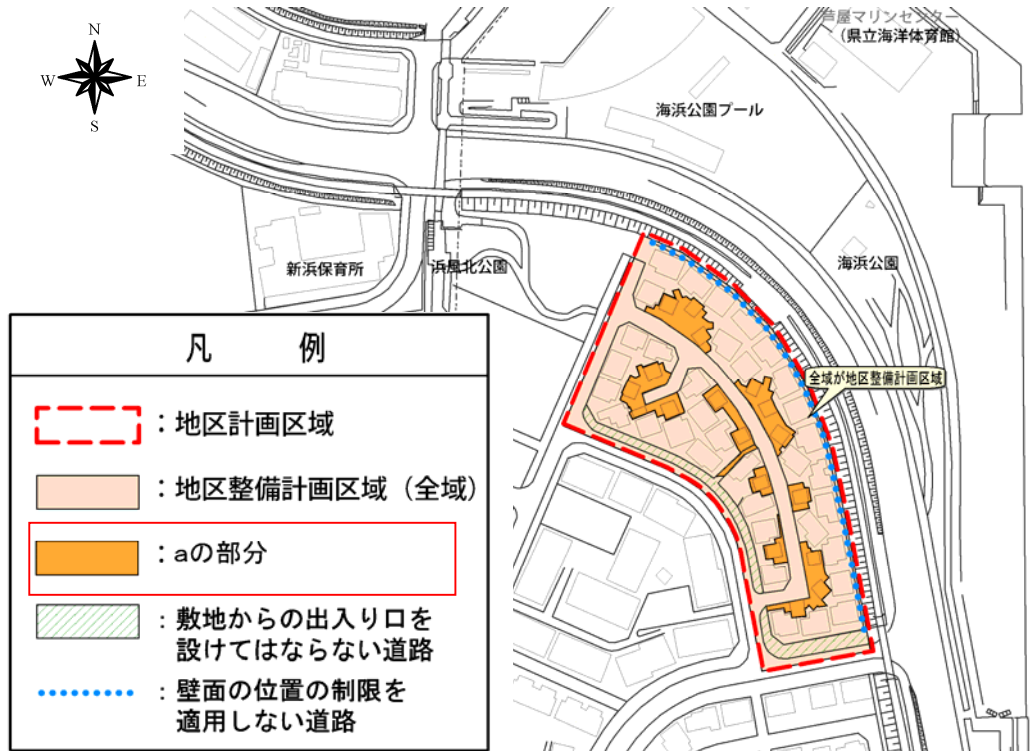 N
W E
S
芦屋マリンセンター
(県立海洋体育館)
海浜公園プール
新浜保育所
浜風北公園
海浜公園
全域が地区整備計画区域
凡 例
:地区計画区域
:地区整備計画区域(全域)
:aの部分
:敷地からの出入り口を
設けてはならない道路
:壁面の位置の制限を
適用しない道路